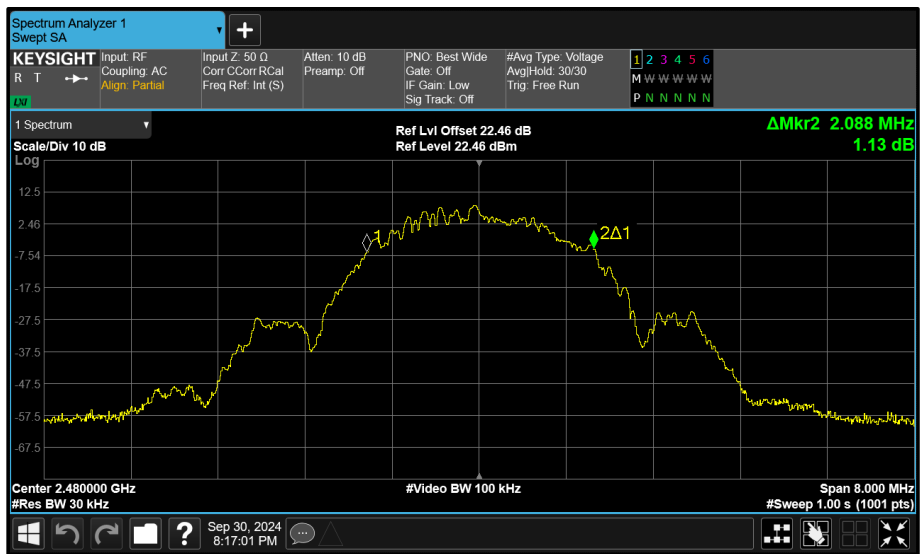 Spectrum Analyzer 1
Swept SA
+
KEYSIGHT
R T
LXI
Input: RF
Coupling: AC
Align: Partial
Input Z: 50 Ω
Corr CCorr RCal
Freq Ref: Int (S)
Atten: 10 dB
Preamp: Off
PNO: Best Wide
Gate: Off
IF Gain: Low
Sig Track: Off
#Avg Type: Voltage
Avg|Hold: 30/30
Trig: Free Run
1 2 3 4 5 6
M W W W W W
P N N N N N
1 Spectrum
Scale/Div 10 dB
Log
Ref Lvl Offset 22.46 dB
Ref Level 22.46 dBm
ΔMkr2 2.088 MHz
1.13 dB
12.5
2.46
-7.54
-17.5
-27.5
-37.5
-47.5
-57.5
-67.5
1
2Δ1
Center 2.480000 GHz
#Res BW 30 kHz
#Video BW 100 kHz
Span 8.000 MHz
#Sweep 1.00 s (1001 pts)
?
Sep 30, 2024
8:17:01 PM